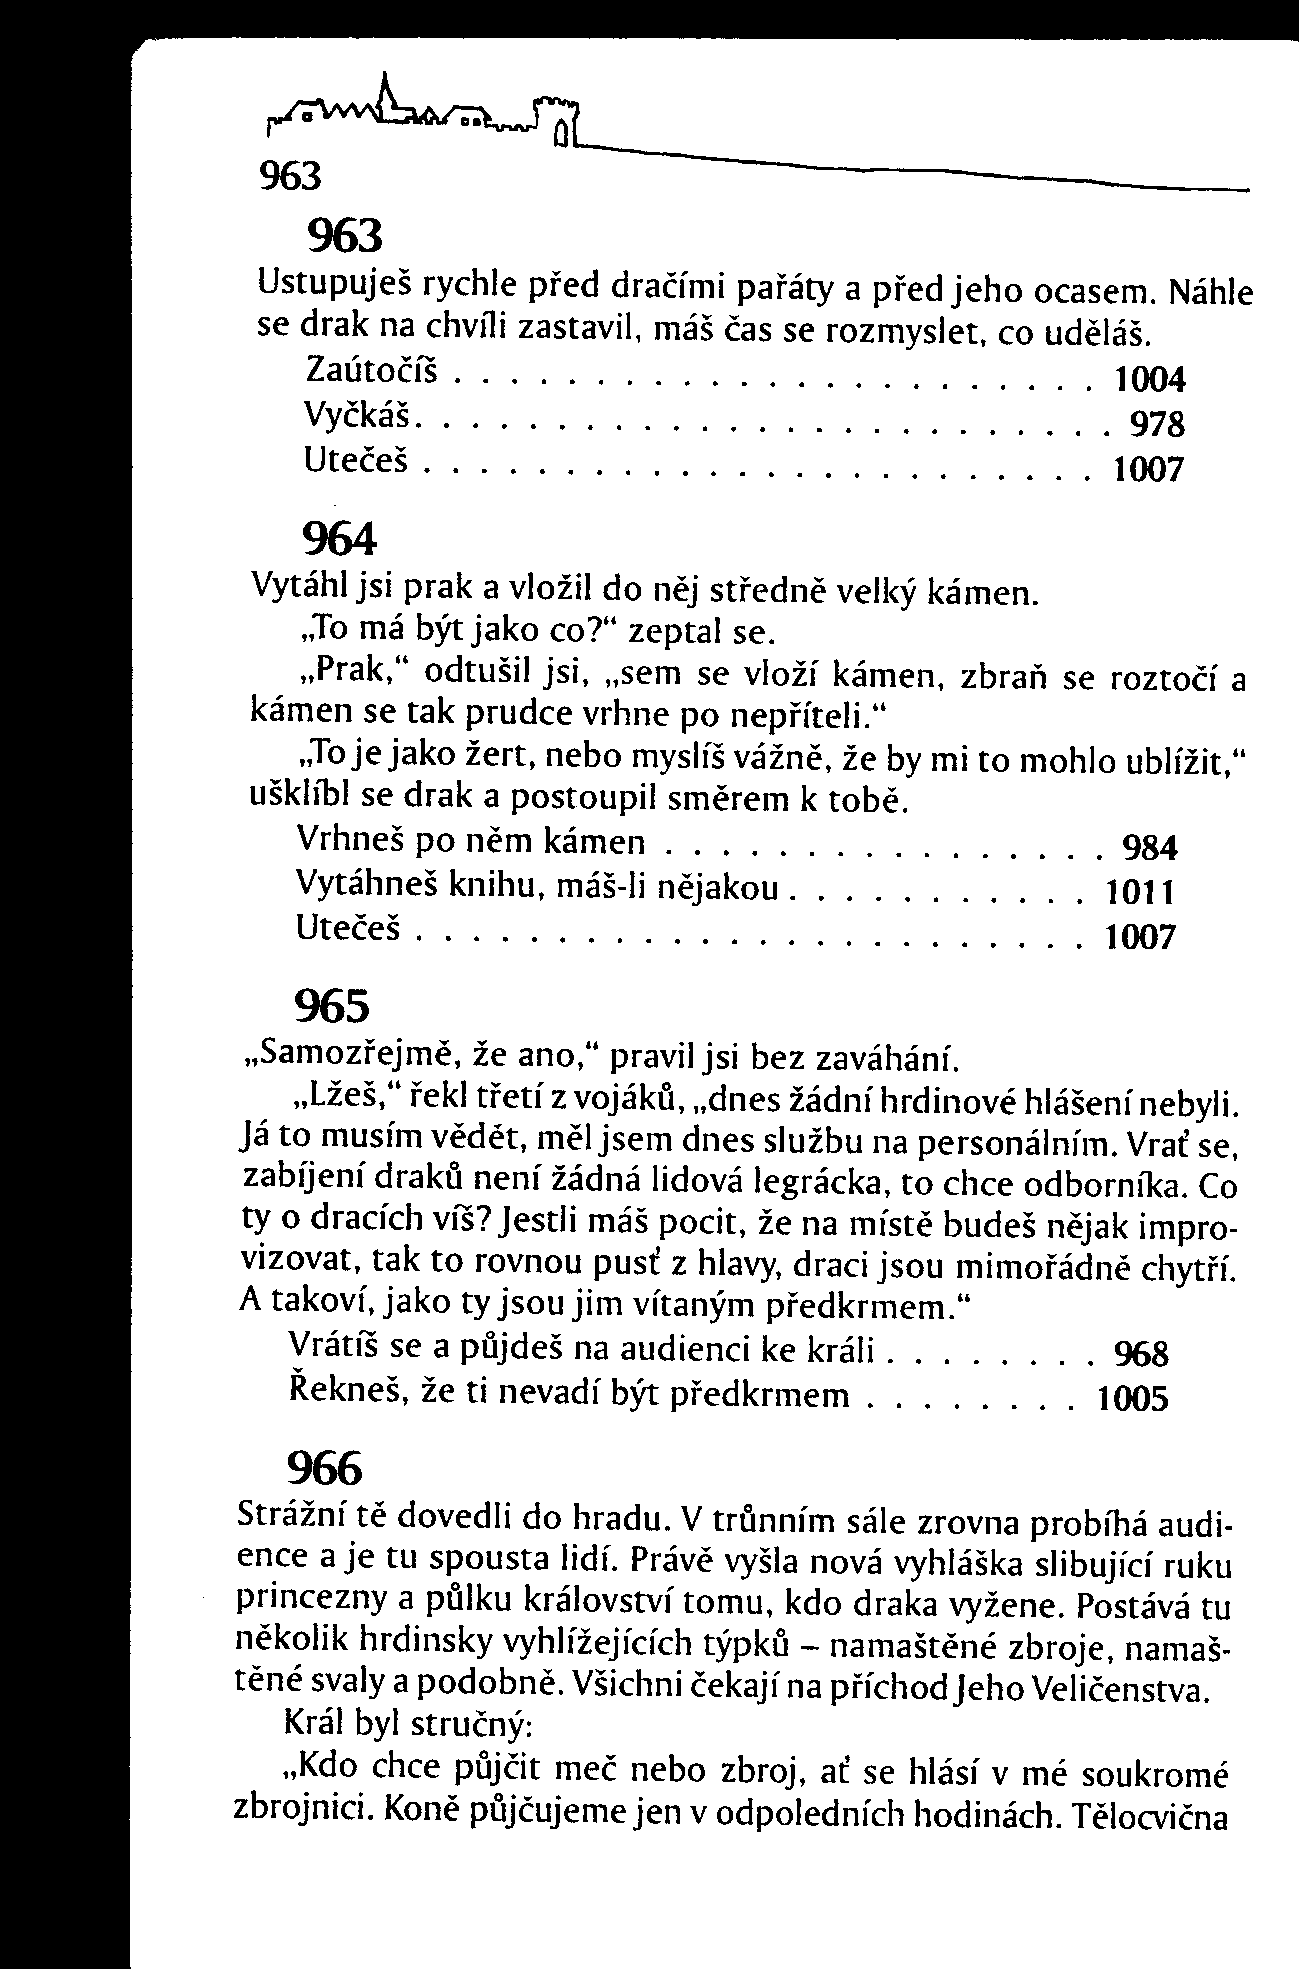 963
963
Ustupuješ rychle před dračími pařáty a před jeho ocasem. Náhle
se drak na chvíli zastavil, máš čas se rozmyslet, co uděláš.
Zaútočíš . . . . . . . . . . . . . . . . . . . . . . . 1004
Vyčkáš. . . . . . . . . . . . . . . . . . . . . . . . . 978
Utečeš . . . . . . . . . . . . . . . . . . . . . . . . 1007
964
Vytáhl jsi prak a vložil do něj středně velký kámen.
„To má být jako co?“ zeptal se.
„Prak,“ odtušil jsi, „sem se vloží kámen, zbraň se roztočí a
kámen se tak prudce vrhne po nepříteli.“
„To je jako žert, nebo myslíš vážně, že by mi to mohlo ublížit,“
ušklíbl se drak a postoupil směrem k tobě.
Vrhneš po něm kámen . . . . . . . . . . . . . . . . 984
Vytáhneš knihu, máš-li nějakou . . . . . . . . . . . 1011
Utečeš . . . . . . . . . . . . . . . . . . . . . . . . 1007
965
„Samozřejmě, že ano,“ pravil jsi bez zaváhání.
„Lžeš,“ řekl třetí z vojáků, „dnes žádní hrdinové hlášení nebyli.
Já to musím vědět, měl jsem dnes službu na personálním. Vrať se,
zabíjení draků není žádná lidová legrácka, to chce odborníka. Co
ty o dracích víš? Jestli máš pocit, že na místě budeš nějak impro-
vizovat, tak to rovnou pusť z hlavy, draci jsou mimořádně chytří.
A takoví, jako ty jsou jim vítaným předkrmem.“
Vrátíš se a půjdeš na audienci ke králi . . . . . . . . 968
Řekneš, že ti nevadí být předkrmem . . . . . . . . 1005
966
Strážní tě dovedli do hradu. V trůnním sále zrovna probíhá audi-
ence a je tu spousta lidí. Právě vyšla nová vyhláška slibující ruku
princezny a půlku království tomu, kdo draka vyžene. Postává tu
několik hrdinsky vyhlížejících týpků – namaštěné zbroje, namaš-
těné svaly a podobně. Všichni čekají na příchod Jeho Veličenstva.
Král byl stručný:
„Kdo chce půjčit meč nebo zbroj, ať se hlásí v mé soukromé
zbrojnici. Koně půjčujeme jen v odpoledních hodinách. Tělocvična